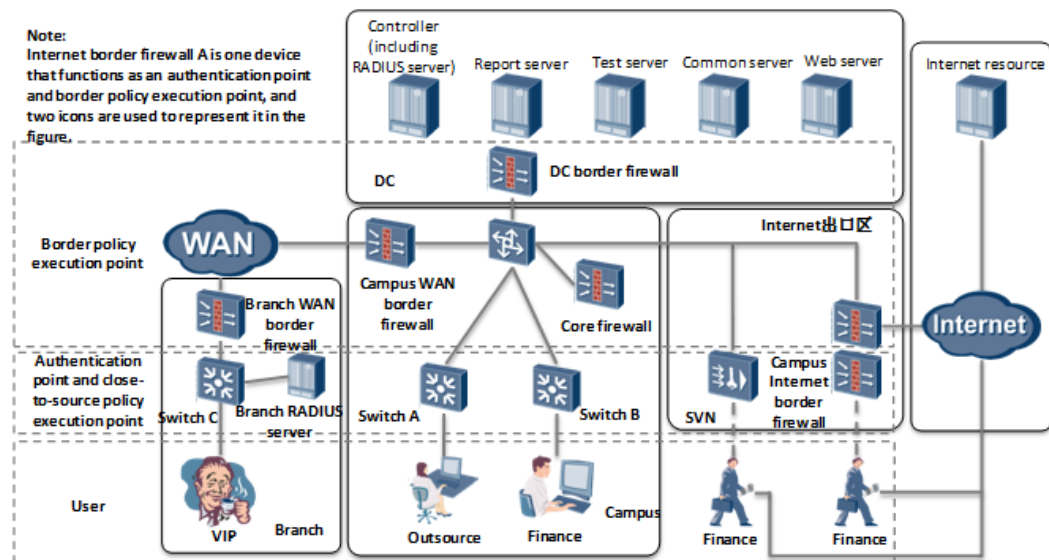 Note:
Internet border firewall A is one device
that functions as an authentication point
and border policy execution point, and
two icons are used to represent it in the
figure.
Controller
(including
RADIUS server)
Report server
Test server
Common server
Web server
Internet resource
DC
DC border firewall
Border policy
execution point
WAN
Campus WAN
border
firewall
Core firewall
Internet出口区
Internet
Branch WAN
border
firewall
Authentication
point and close-
to-source policy
execution point
Switch C
Branch RADIUS
server
Switch A
Switch B
SVN
Campus
Internet
border
firewall
User
VIP
Branch
Outsource
Finance
Campus
Finance
Finance